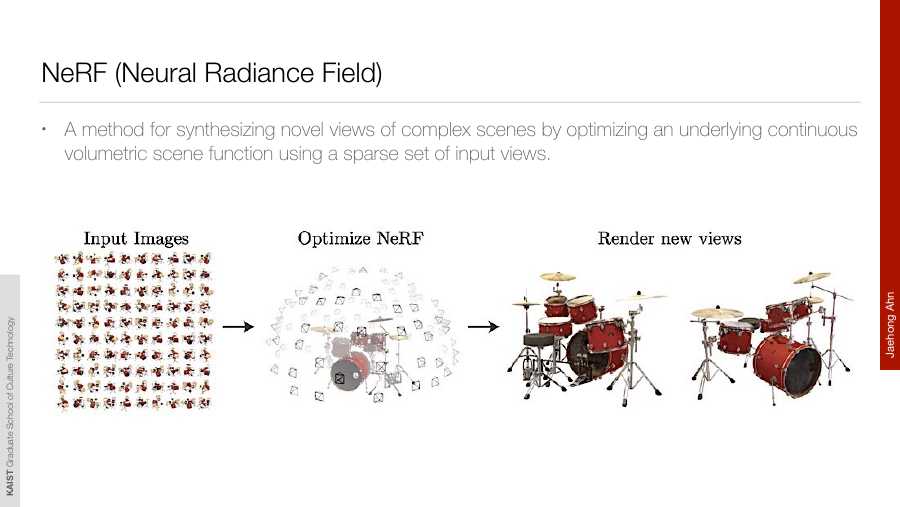 NeRF (Neural Radiance Field)
• A method for synthesizing novel views of complex scenes by optimizing an underlying continuous
volumetric scene function using a sparse set of input views.
Input Images
Optimize NeRF
Render new views
KAIST Graduate School of Culture Technology
Jaehong Ahn